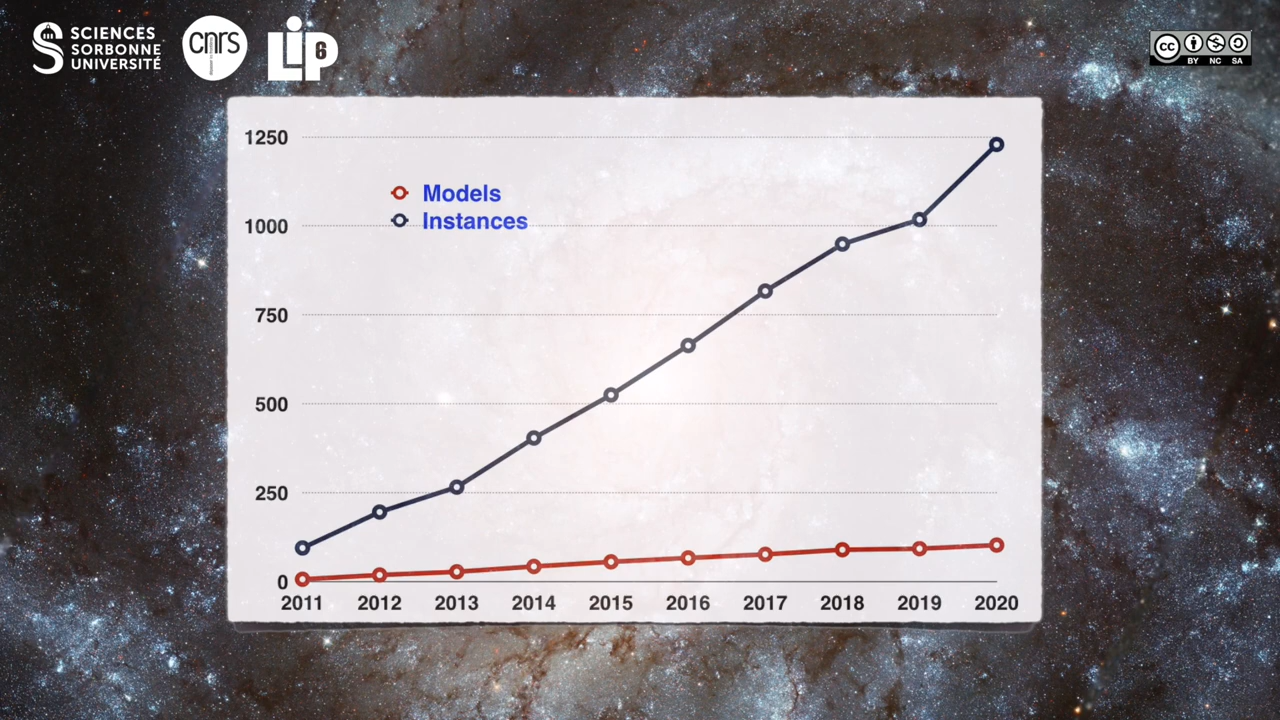 SCIENCES
SORBONNE
UNIVERSITÉ
cnrs
LiP6
cc
BY NC SA
1250
Models
Instances
1000
750
500
250
0
2011 2012 2013 2014 2015 2016 2017 2018 2019 2020